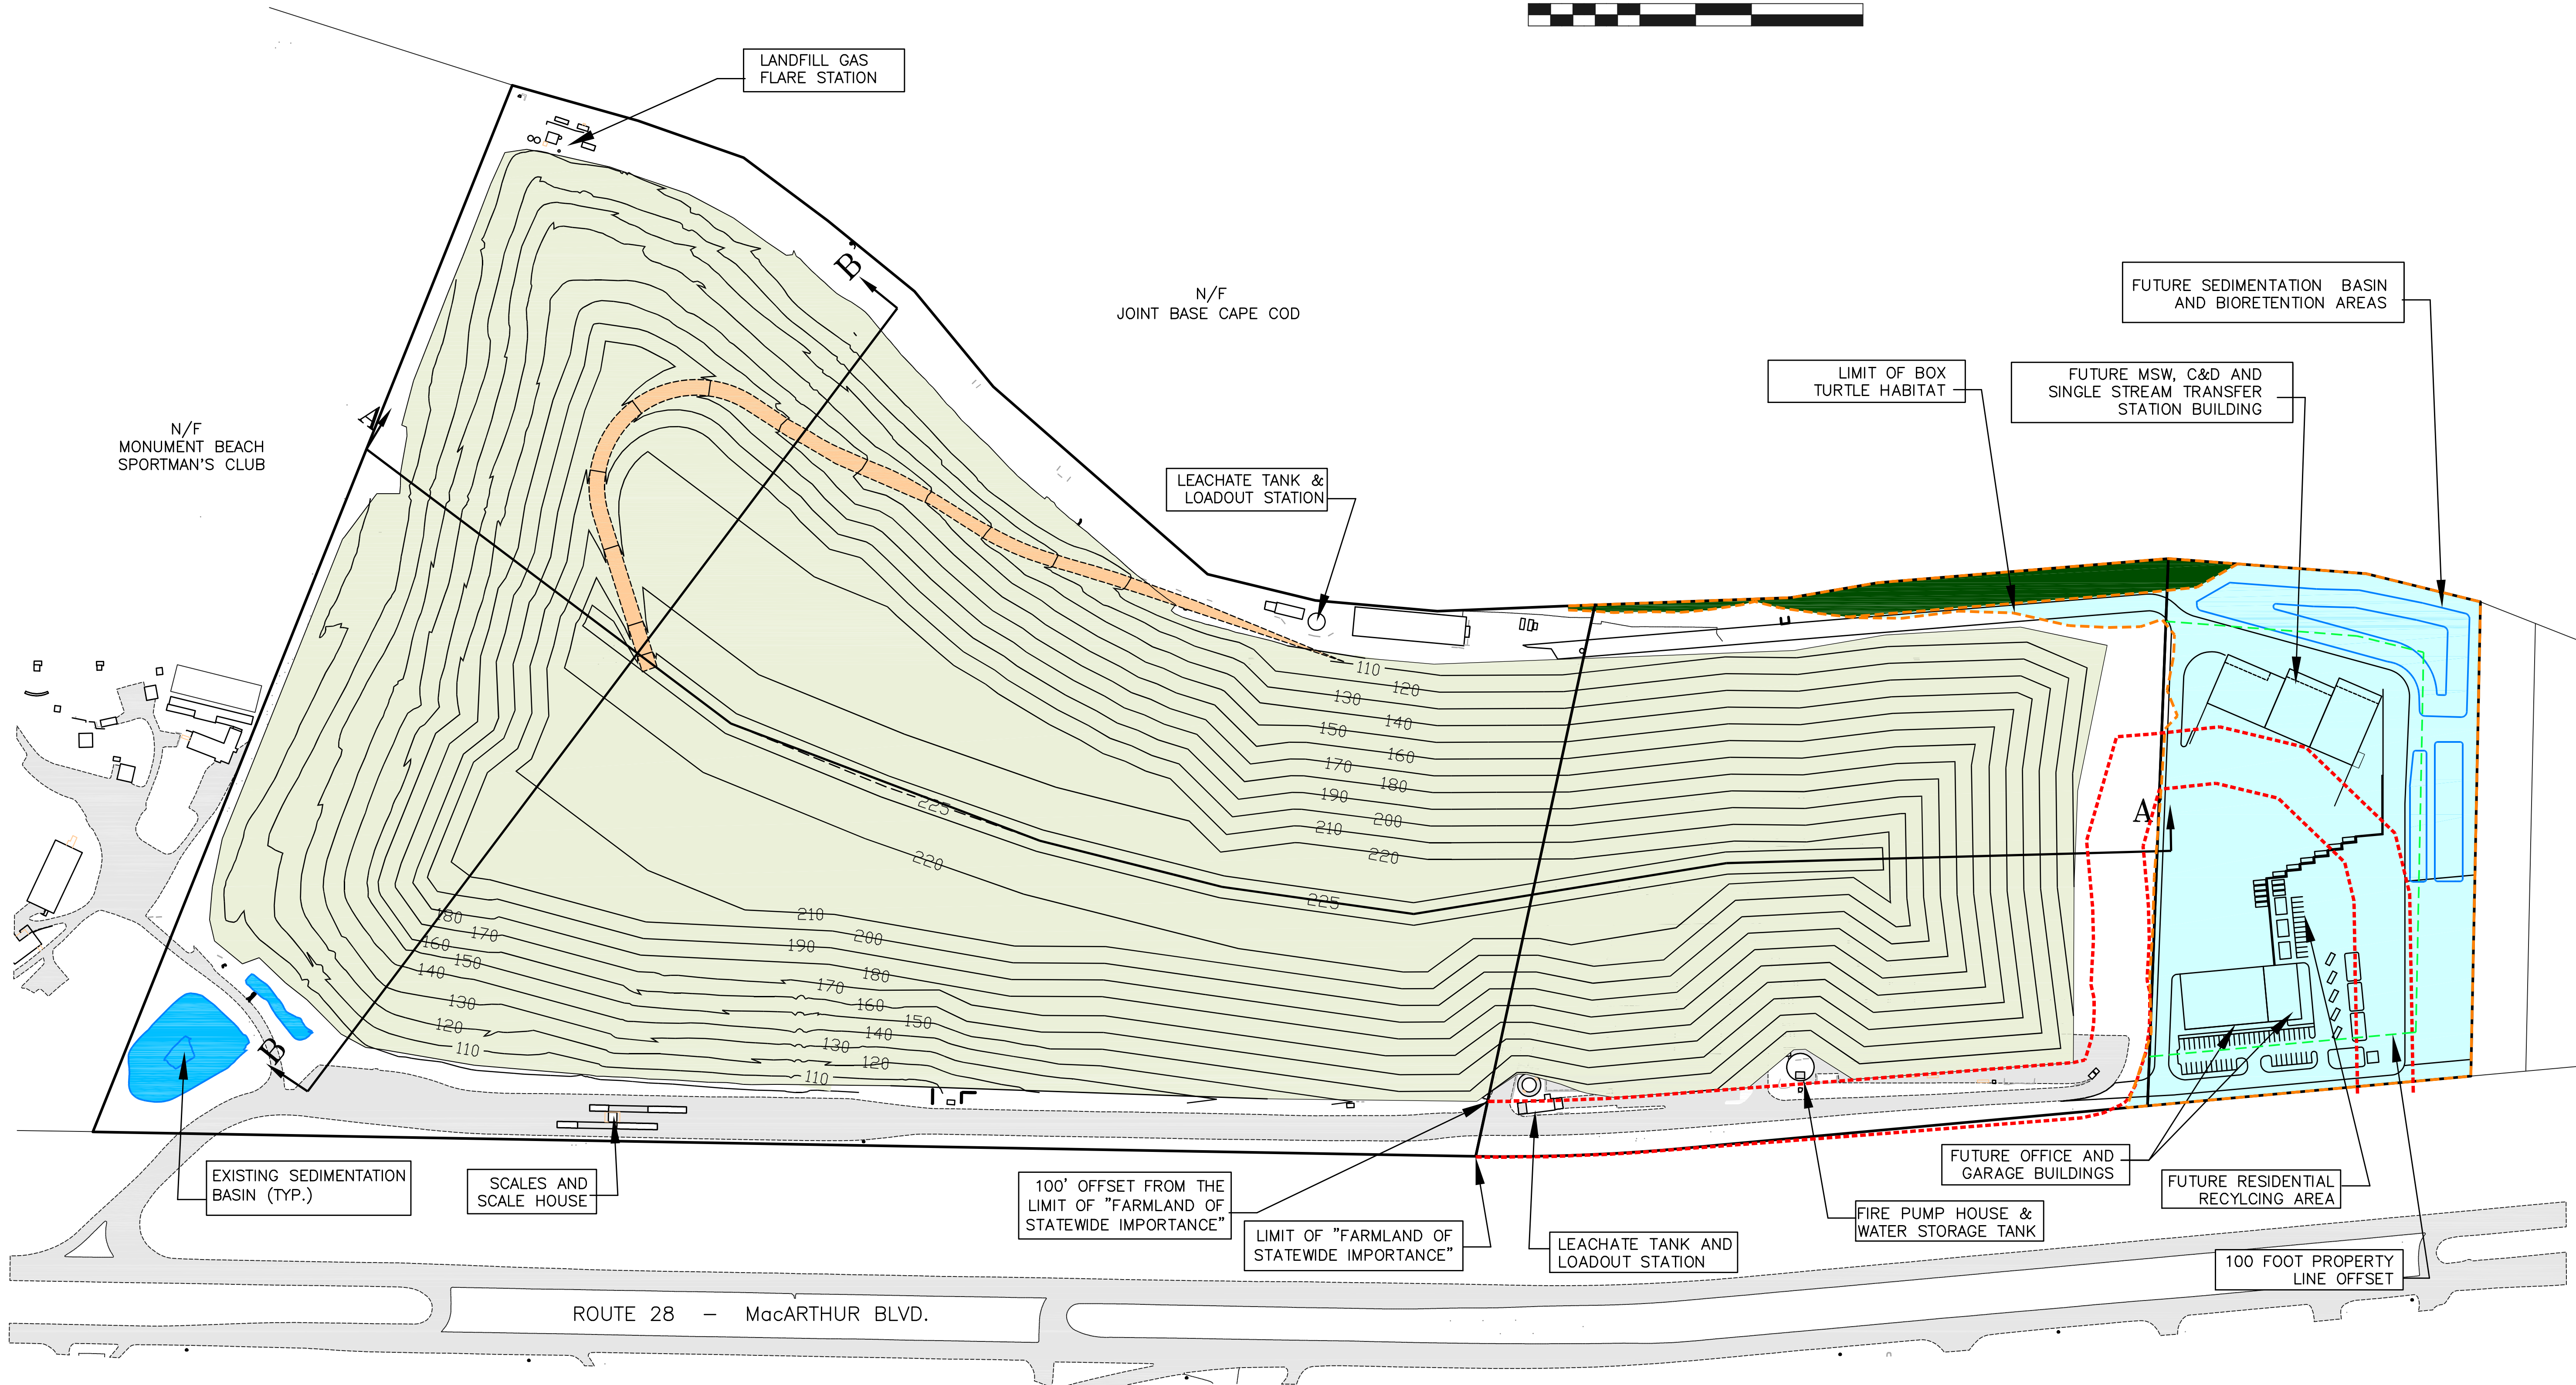 LANDFILL GAS
FLARE STATION
B'
N/F
JOINT BASE CAPE COD
FUTURE SEDIMENTATION BASIN
AND BIORETENTION AREAS
LIMIT OF BOX
TURTLE HABITAT
FUTURE MSW, C&D AND
SINGLE STREAM TRANSFER
STATION BUILDING
A
N/F
MONUMENT BEACH
SPORTMAN'S CLUB
LEACHATE TANK &
LOADOUT STATION
110
120
130
140
150
160
170
180
190
200
210
220
225
220
225
A'
180
170
160
150
140
130
120
110
210
200
190
180
170
160
150
140
130
120
110
B
EXISTING SEDIMENTATION
BASIN (TYP.)
SCALES AND
SCALE HOUSE
100' OFFSET FROM THE
LIMIT OF "FARMLAND OF
STATEWIDE IMPORTANCE"
LIMIT OF "FARMLAND OF
STATEWIDE IMPORTANCE"
LEACHATE TANK AND
LOADOUT STATION
FIRE PUMP HOUSE &
WATER STORAGE TANK
FUTURE OFFICE AND
GARAGE BUILDINGS
FUTURE RESIDENTIAL
RECYLCING AREA
100 FOOT PROPERTY
LINE OFFSET
ROUTE 28 - MacARTHUR BLVD.